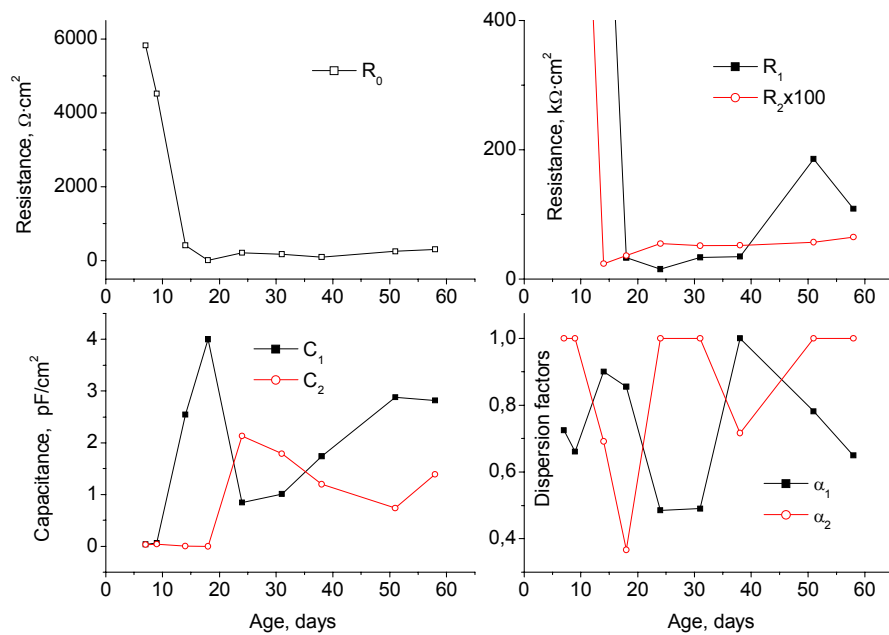 6000
4000
2000
0
Resistance, Ω·cm²
R₀
0 10 20 30 40 50 60
400
200
0
Resistance, kΩ·cm²
R₁
R₂x100
0 10 20 30 40 50 60
4
3
2
1
0
Capacitance, pF/cm²
C₁
C₂
0 10 20 30 40 50 60
Age, days
1,0
0,8
0,6
0,4
Dispersion factors
α₁
α₂
0 10 20 30 40 50 60
Age, days